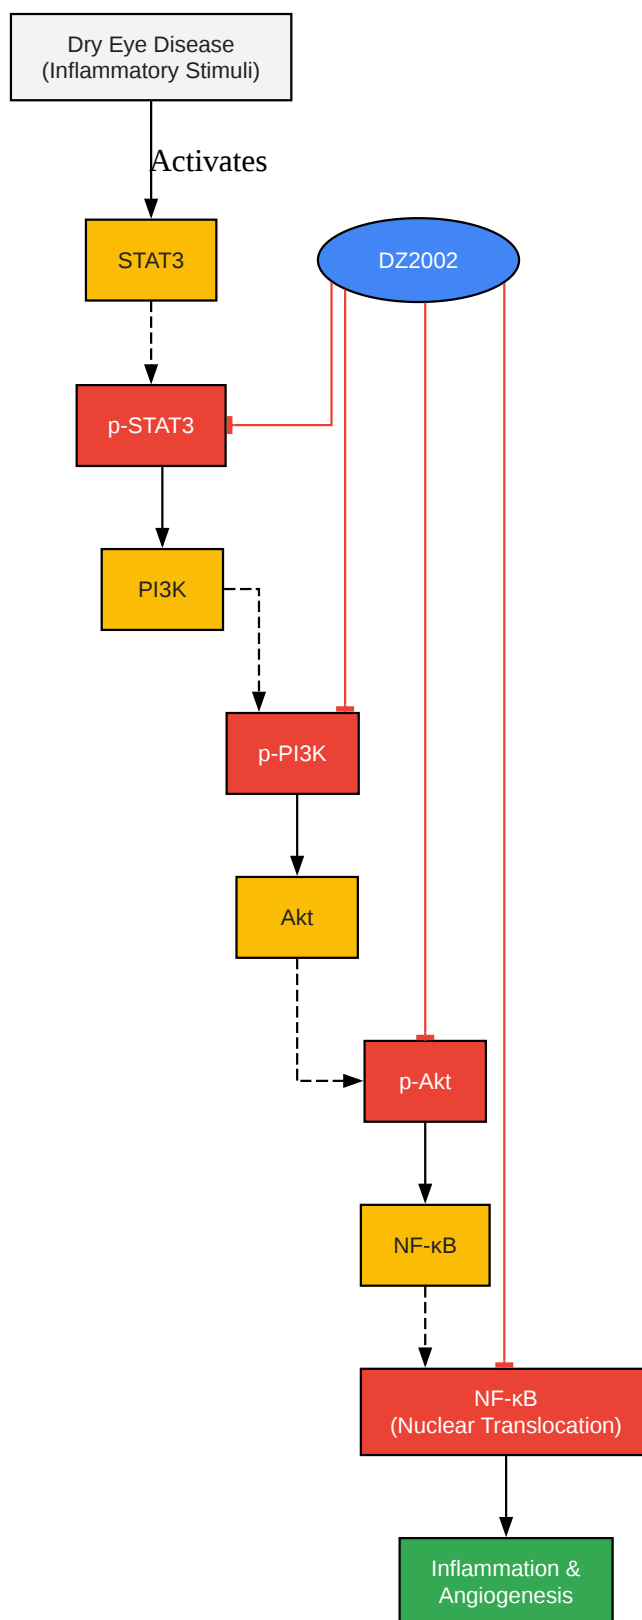 Dry Eye Disease
(Inflammatory Stimuli)
Activates
STAT3
DZ2002
p-STAT3
PI3K
p-PI3K
Akt
p-Akt
NF-κB
NF-κB
(Nuclear Translocation)
Inflammation &
Angiogenesis